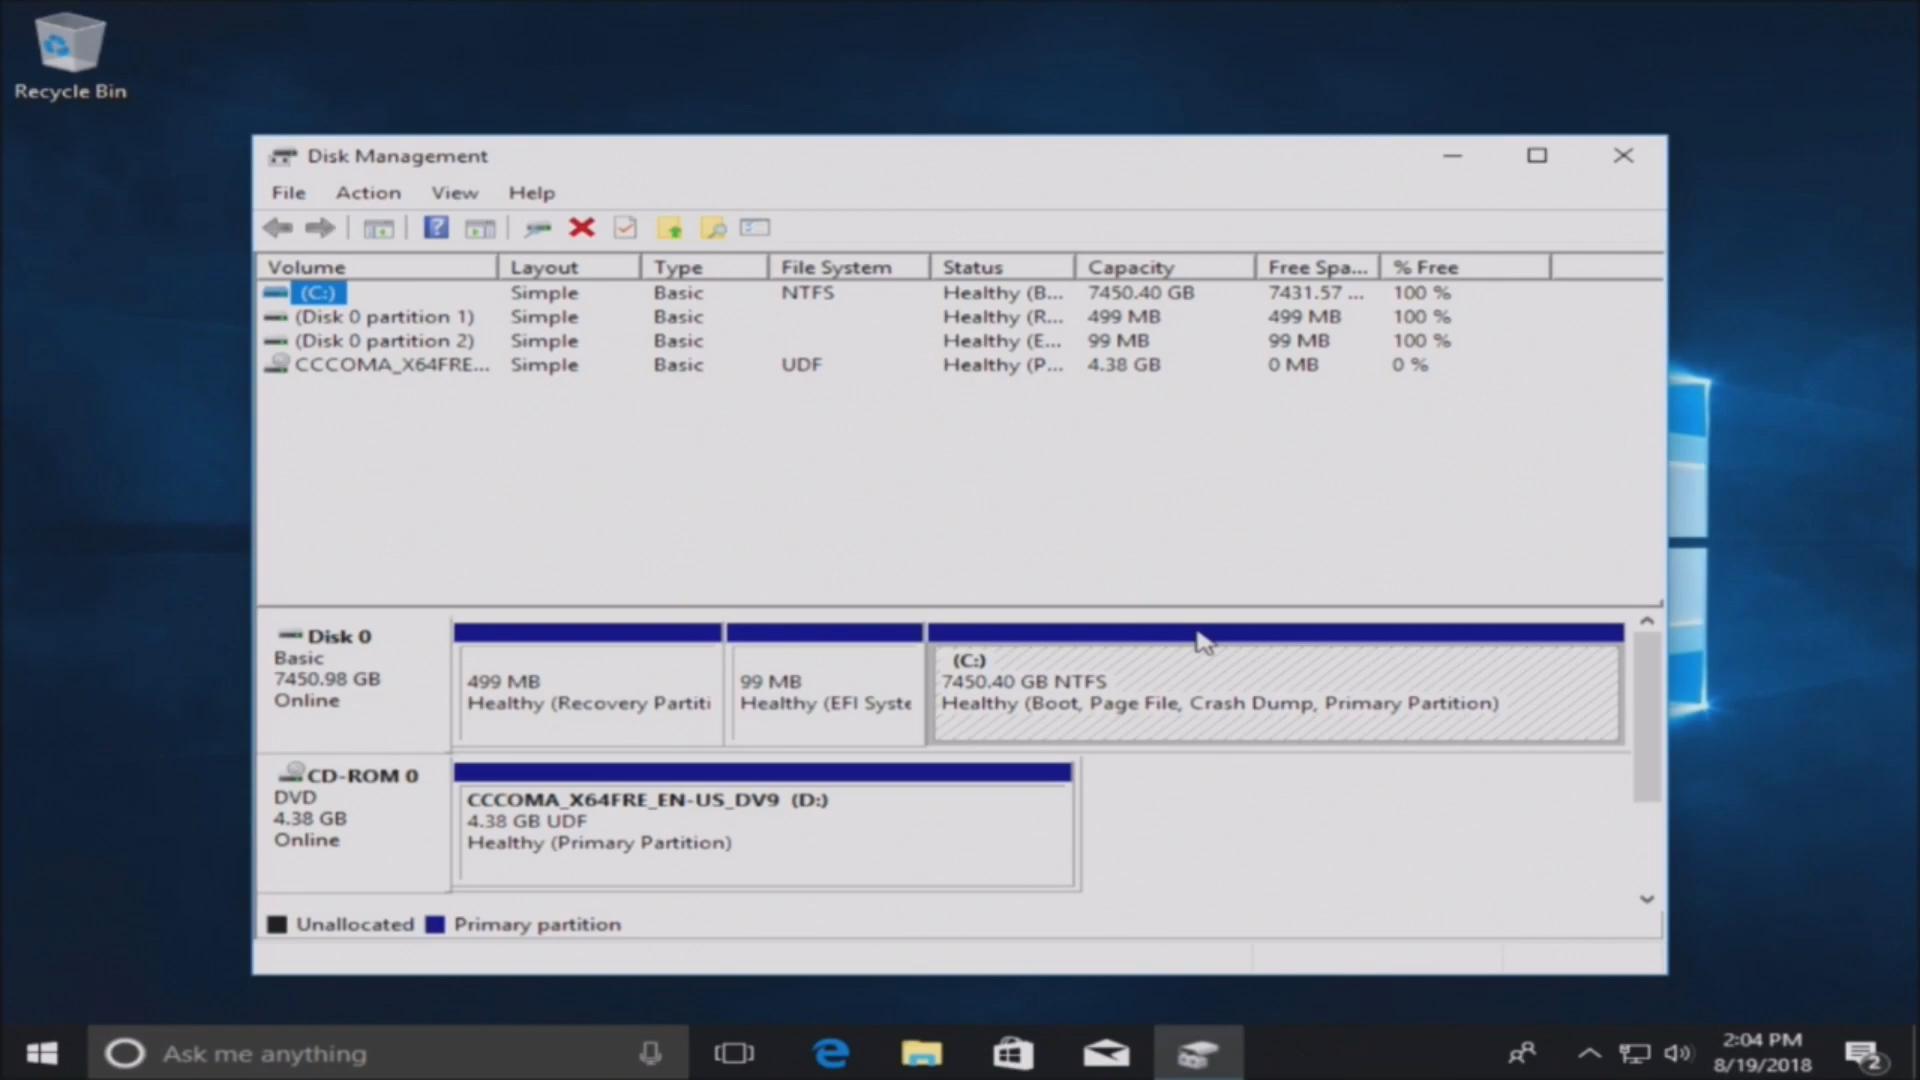 Recycle Bin
Disk Management
File Action View Help
Volume Layout Type File System Status Capacity Free Spa... % Free
(C:) Simple Basic NTFS Healthy (B... 7450.40 GB 7431.57 ... 100 %
(Disk 0 partition 1) Simple Basic Healthy (R... 499 MB 499 MB 100 %
(Disk 0 partition 2) Simple Basic Healthy (E... 99 MB 99 MB 100 %
CCCOMA_X64FRE... Simple Basic UDF Healthy (P... 4.38 GB 0 MB 0 %
Disk 0
Basic
7450.98 GB
Online
499 MB
Healthy (Recovery Partiti
99 MB
Healthy (EFI Syste
(C:)
7450.40 GB NTFS
Healthy (Boot, Page File, Crash Dump, Primary Partition)
CD-ROM 0
DVD
4.38 GB
Online
CCCOMA_X64FRE_EN-US_DV9 (D:)
4.38 GB UDF
Healthy (Primary Partition)
Unallocated Primary partition
Ask me anything
2:04 PM
8/19/2018
2